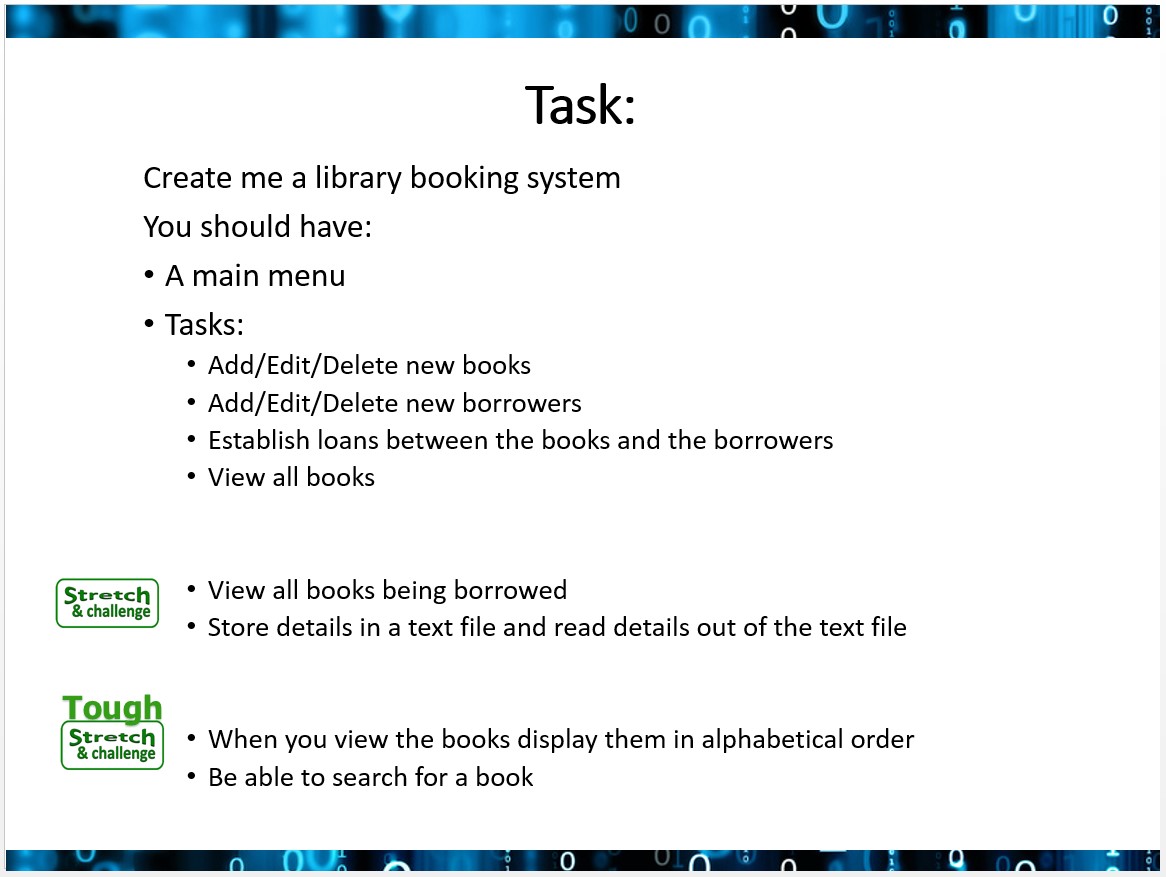 Task:
Create me a library booking system
You should have:
• A main menu
• Tasks:
• Add/Edit/Delete new books
• Add/Edit/Delete new borrowers
• Establish loans between the books and the borrowers
• View all books
Stretch
& challenge
• View all books being borrowed
• Store details in a text file and read details out of the text file
Tough
Stretch
& challenge
• When you view the books display them in alphabetical order
• Be able to search for a book